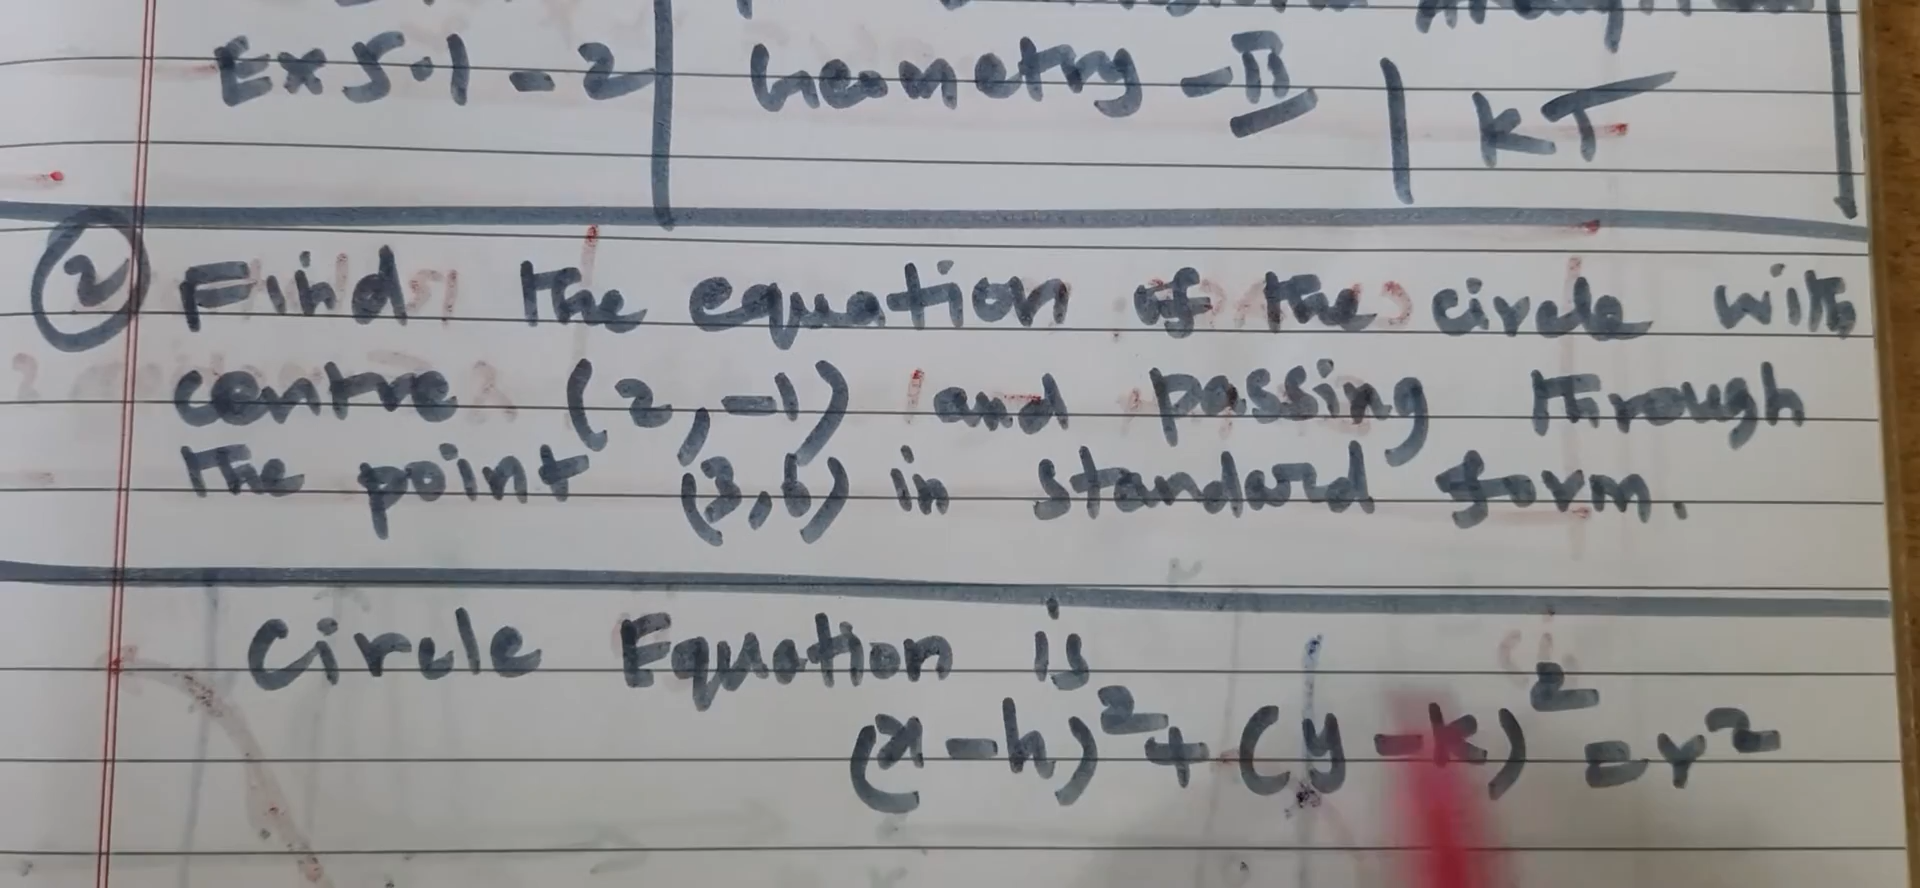 Ex 5.1 - 2 | Geometry - II | KT
2 Find the equation of the circle with
centre (2,-1) and passing through
the point (3,6) in standard form.
Circle Equation is
(x-h)²+(y-k)²=r²